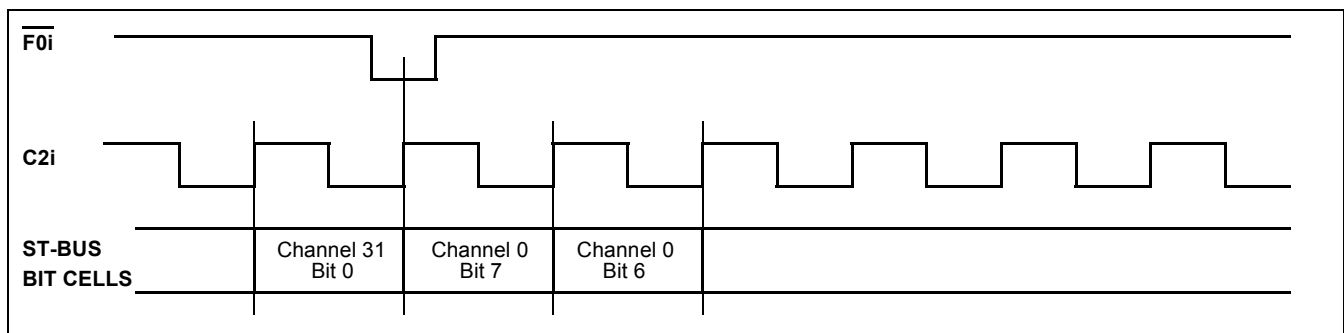 F0i
C2i
ST-BUS
BIT CELLS
Channel 31
Bit 0
Channel 0
Bit 7
Channel 0
Bit 6